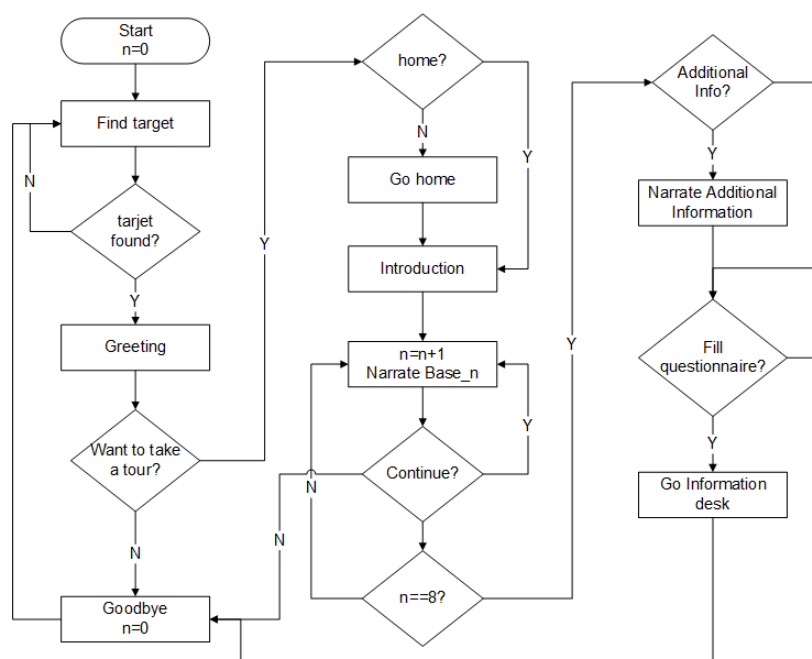 Start
n=0
Find target
N
tarjet
found?
Y
Greeting
Want to take
a tour?
N
Goodbye
n=0
Y
home?
N
Y
Go home
Introduction
n=n+1
Narrate Base_n
Y
Continue?
N
N
n==8?
Y
Additional
Info?
Y
Narrate Additional
Information
Fill
questionnaire?
Y
Go Information
desk